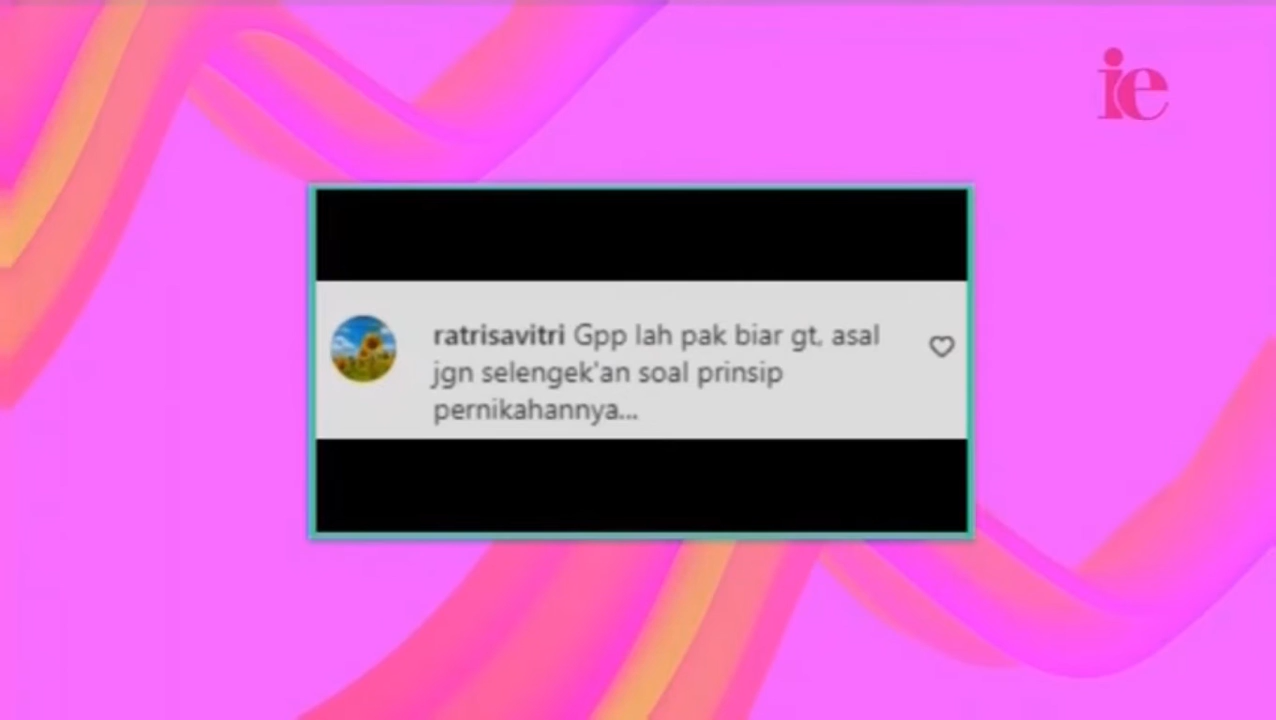 ie
ratrisavitri Gpp lah pak biar gt, asal
jgn selengek'an soal prinsip
pernikahannya...